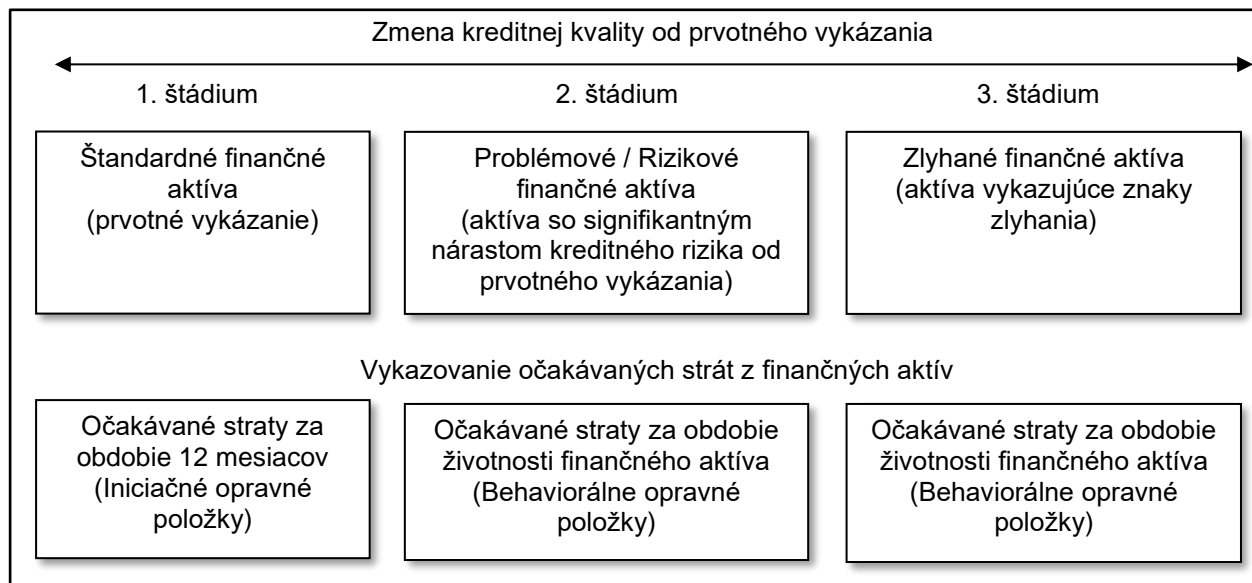 Zmena kreditnej kvality od prvotného vykázania
1. štádium
2. štádium
3. štádium
Štandardné finančné
aktíva
(prvotné vykázanie)
Problémové / Rizikové
finančné aktíva
(aktíva so signifikantným
nárastom kreditného rizika od
prvotného vykázania)
Zlyhané finančné aktíva
(aktíva vykazujúce znaky
zlyhania)
Vykazovanie očakávaných strát z finančných aktív
Očakávané straty za
obdobie 12 mesiacov
(Iniciačné opravné
položky)
Očakávané straty za obdobie
životnosti finančného aktíva
(Behaviorálne opravné
položky)
Očakávané straty za obdobie
životnosti finančného aktíva
(Behaviorálne opravné
položky)